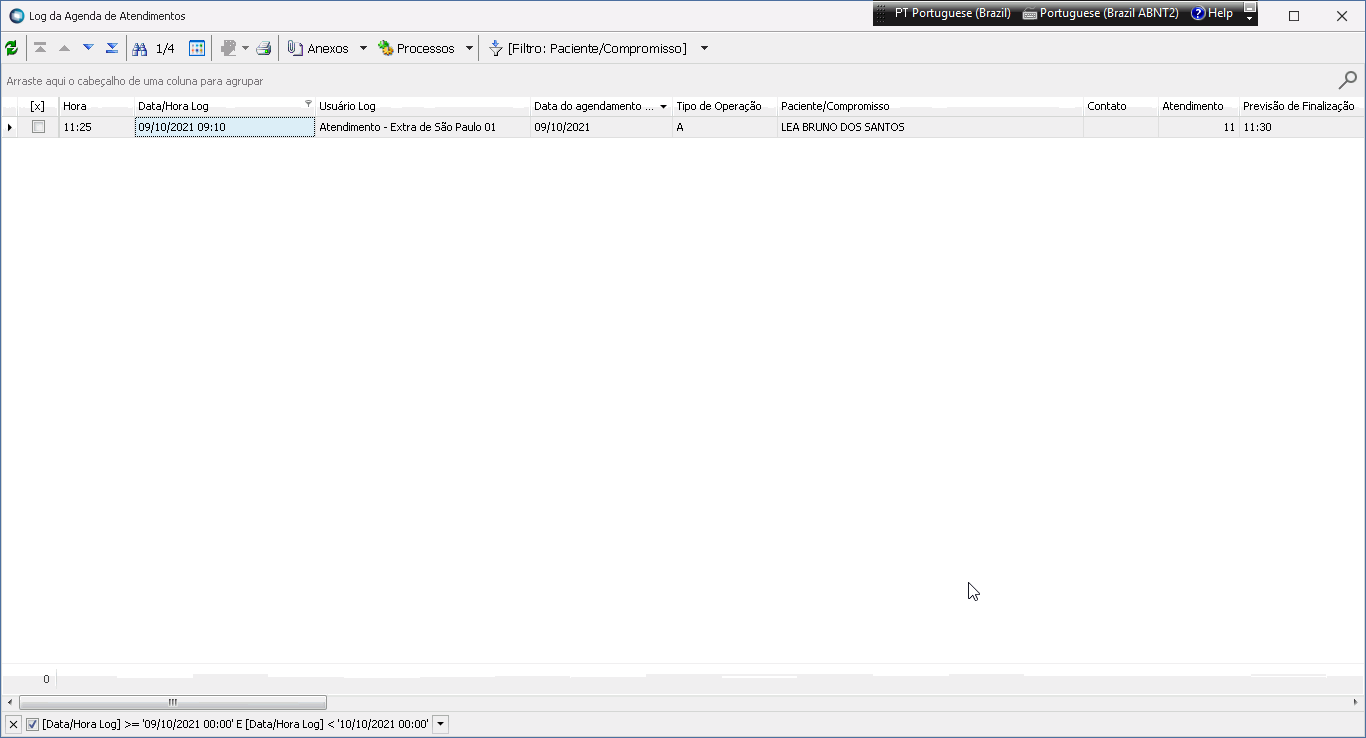 Log da Agenda de Atendimentos
PT Portuguese (Brazil) Portuguese (Brazil ABNT2) ? Help
1/4 Anexos Processos [Filtro: Paciente/Compromisso]
Arraste aqui o cabeçalho de uma coluna para agrupar
[x] Hora Data/Hora Log Usuário Log Data do agendamento ... Tipo de Operação Paciente/Compromisso Contato Atendimento Previsão de Finalização
11:25 09/10/2021 09:10 Atendimento - Extra de São Paulo 01 09/10/2021 A LEA BRUNO DOS SANTOS 11 11:30
0
[Data/Hora Log] >= '09/10/2021 00:00' E [Data/Hora Log] < '10/10/2021 00:00'